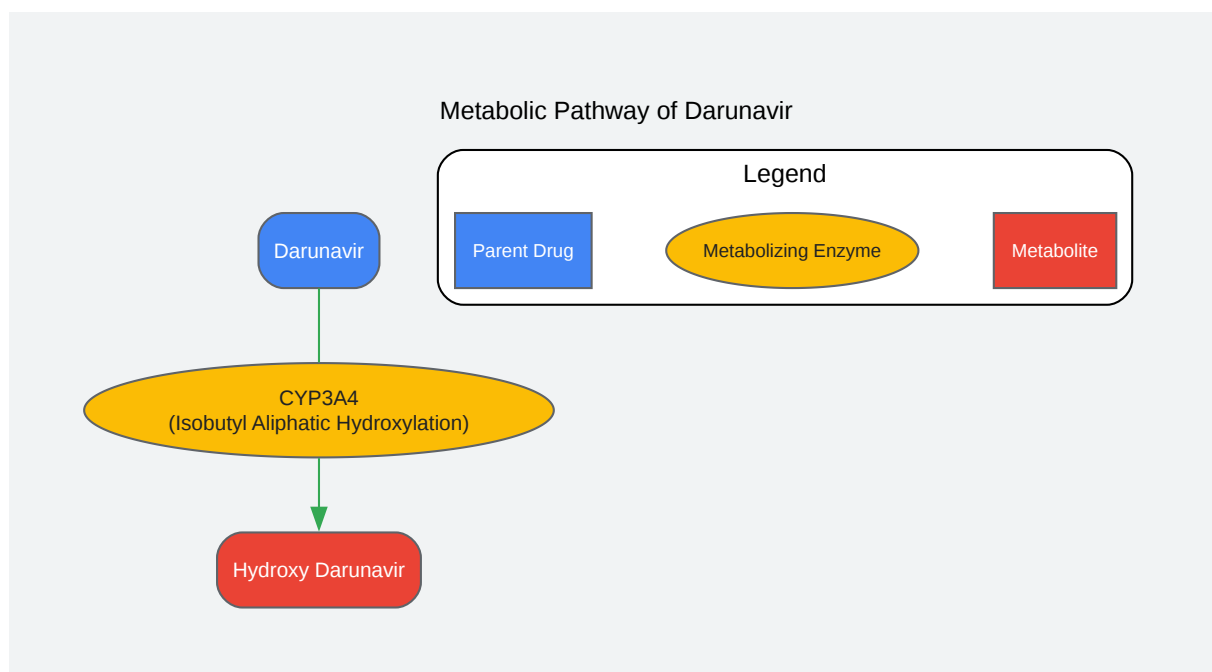 Metabolic Pathway of Darunavir
Legend
Parent Drug
Metabolizing Enzyme
Metabolite
Darunavir
CYP3A4
(Isobutyl Aliphatic Hydroxylation)
Hydroxy Darunavir